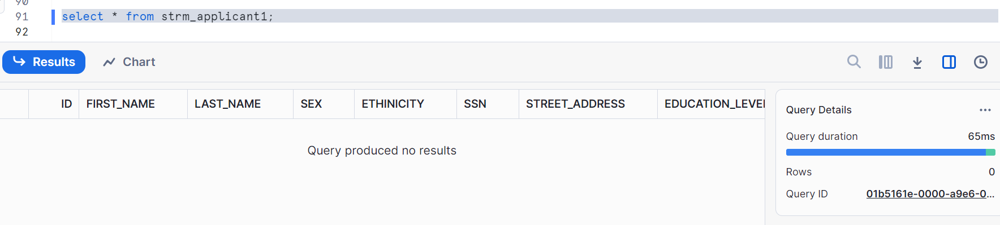 90
91 select * from strm_applicant1;
92
Results Chart
ID FIRST_NAME LAST_NAME SEX ETHINICITY SSN STREET_ADDRESS EDUCATION_LEVEL
Query produced no results
Query Details
Query duration 65ms
Rows 0
Query ID 01b5161e-0000-a9e6-0...